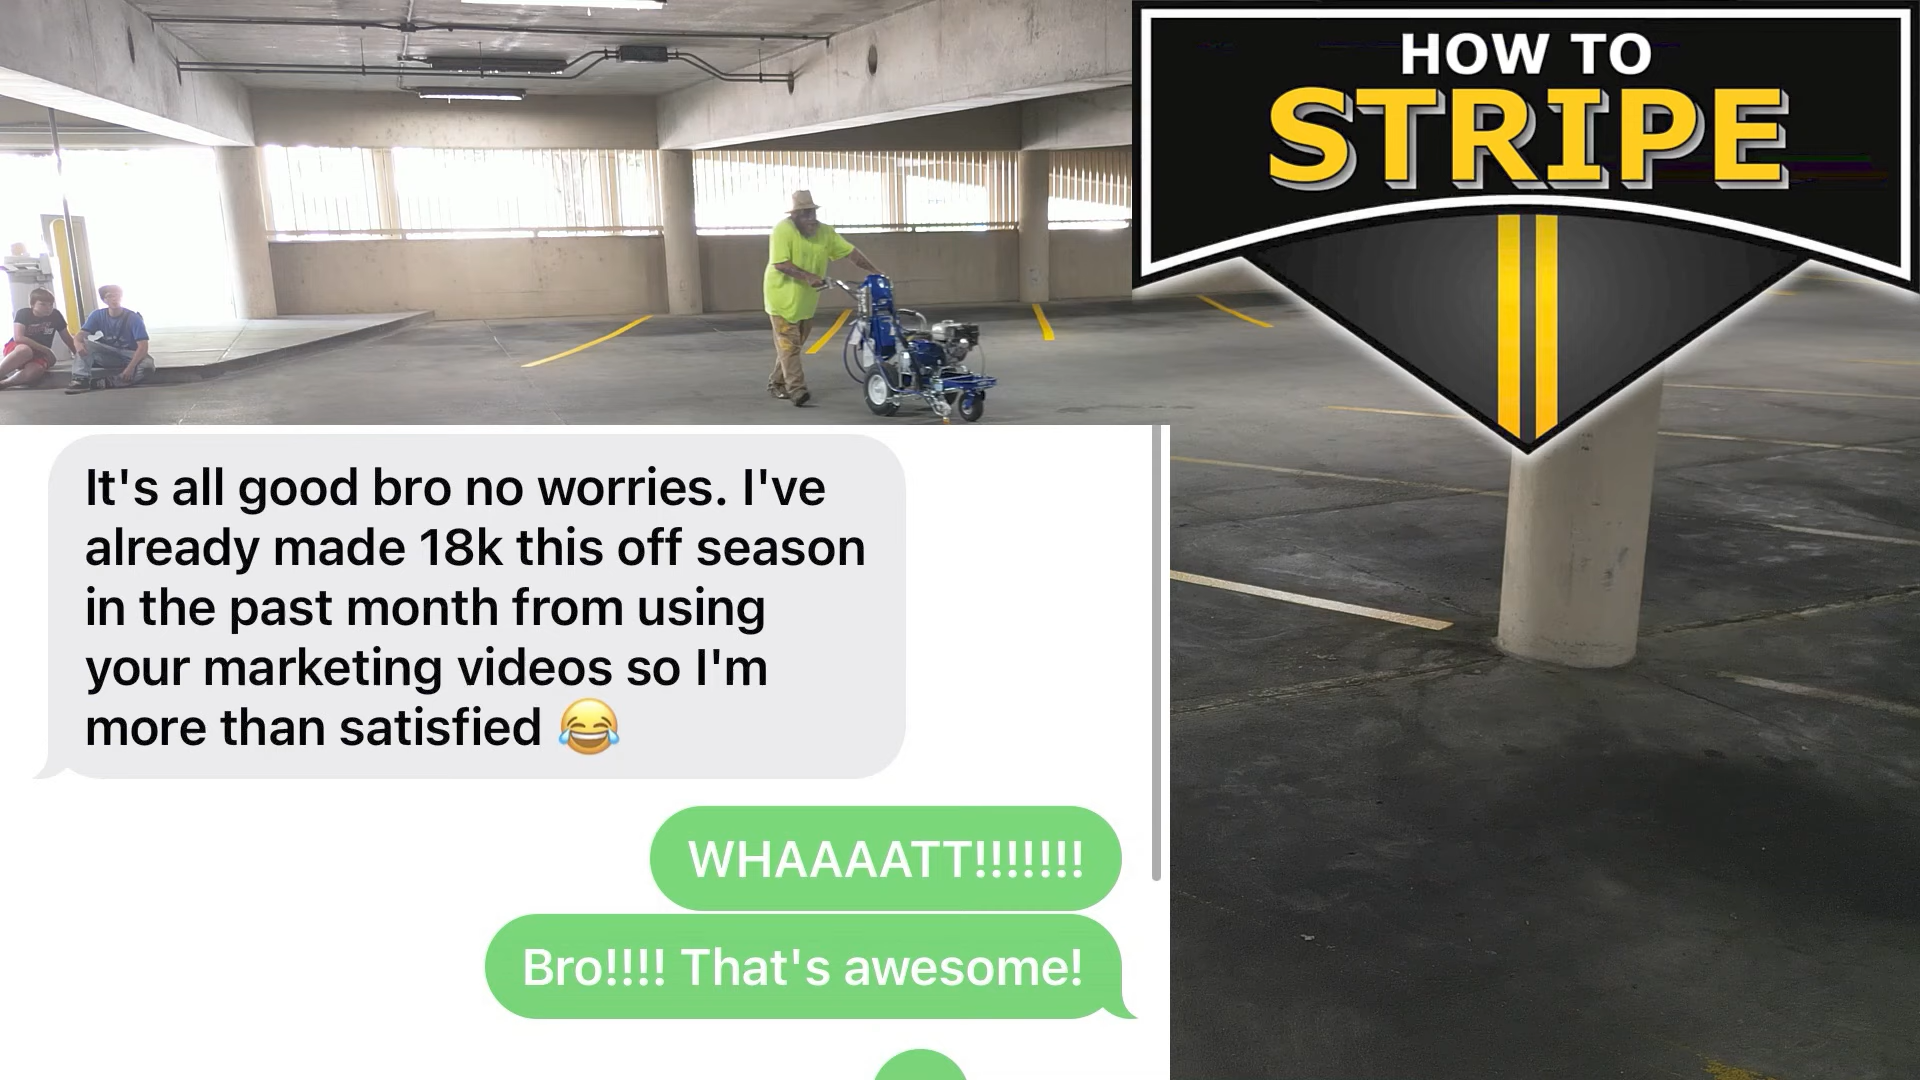 HOW TO
STRIPE
It's all good bro no worries. I've
already made 18k this off season
in the past month from using
your marketing videos so I'm
more than satisfied 😂
WHAAAATT!!!!!!!
Bro!!!! That's awesome!